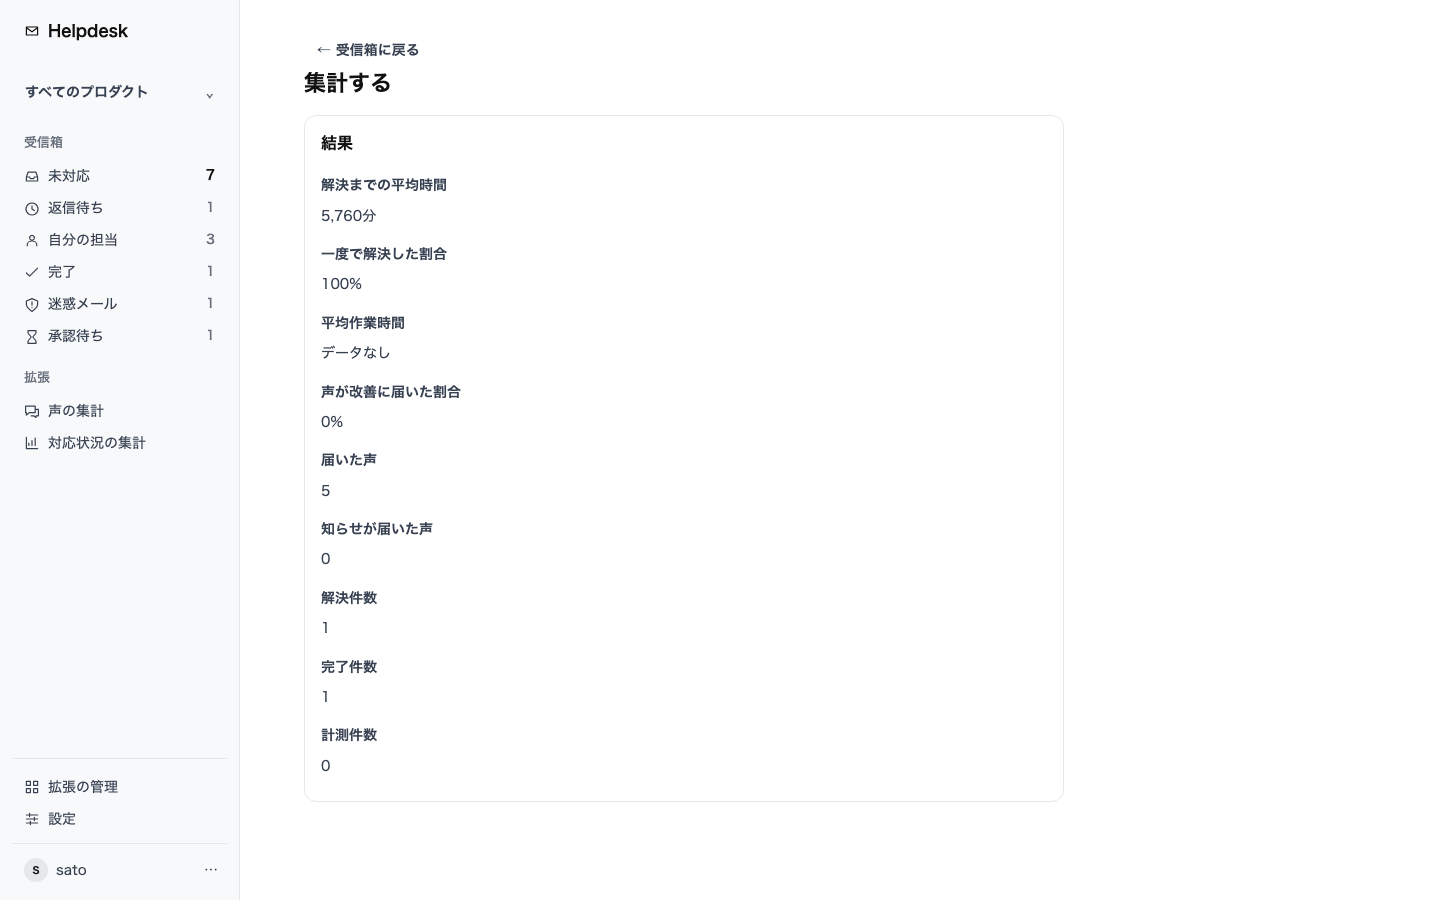 Helpdesk
すべてのプロダクト
受信箱
未対応 7
返信待ち 1
自分の担当 3
完了 1
迷惑メール 1
承認待ち 1
拡張
声の集計
対応状況の集計
拡張の管理
設定
S sato ...
← 受信箱に戻る
集計する
結果
解決までの平均時間
5,760分
一度で解決した割合
100%
平均作業時間
データなし
声が改善に届いた割合
0%
届いた声
5
知らせが届いた声
0
解決件数
1
完了件数
1
計測件数
0